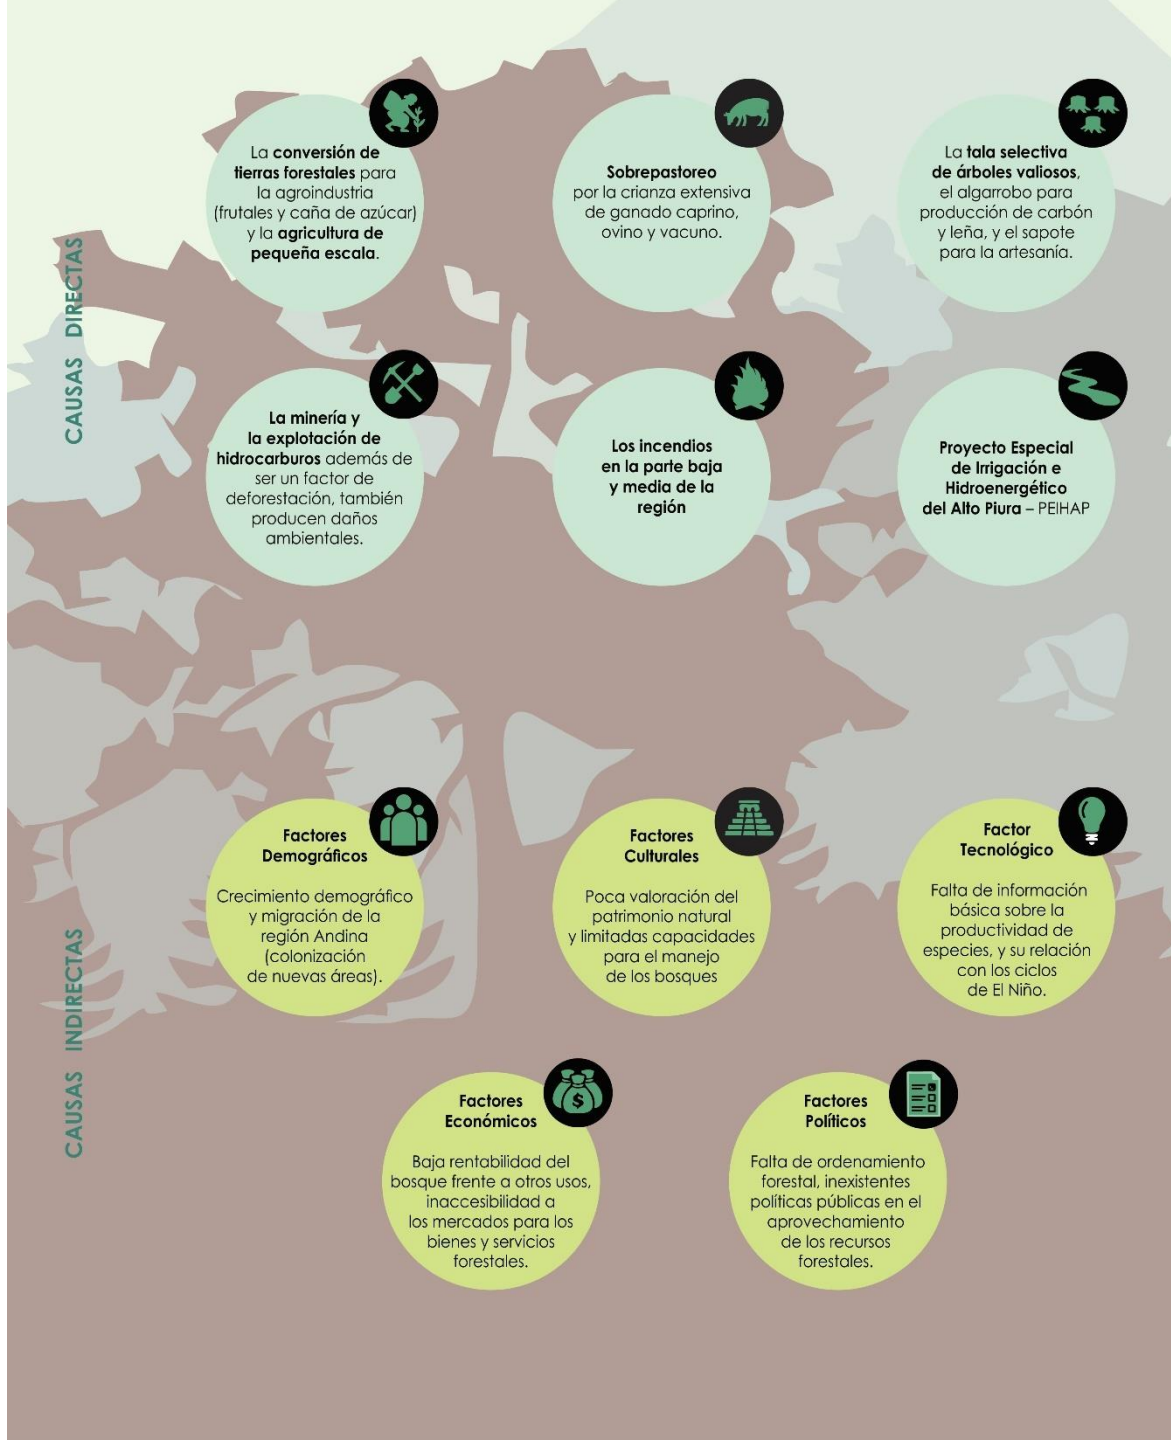 CAUSAS DIRECTAS
La conversión de
tierras forestales para
la agroindustria
(frutales y caña de azúcar)
y la agricultura de
pequeña escala.
Sobrepastoreo
por la crianza extensiva
de ganado caprino,
ovino y vacuno.
La tala selectiva
de árboles valiosos,
el algarrobo para
producción de carbón
y leña, y el sapote
para la artesanía.
La minería y
la explotación de
hidrocarburos además de
ser un factor de
deforestación, también
producen daños
ambientales.
Los incendios
en la parte baja
y media de la
región
Proyecto Especial
de Irrigación e
Hidroenergético
del Alto Piura – PEIHAP
CAUSAS INDIRECTAS
Factores
Demográficos
Crecimiento demográfico
y migración de la
región Andina
(colonización
de nuevas áreas).
Factores
Culturales
Poca valoración del
patrimonio natural
y limitadas capacidades
para el manejo
de los bosques
Factor
Tecnológico
Falta de información
básica sobre la
productividad de
especies, y su relación
con los ciclos
de El Niño.
Factores
Económicos
$
Baja rentabilidad del
bosque frente a otros usos,
inaccesibilidad a
los mercados para los
bienes y servicios
forestales.
Factores
Políticos
Falta de ordenamiento
forestal, inexistentes
políticas públicas en el
aprovechamiento
de los recursos
forestales.